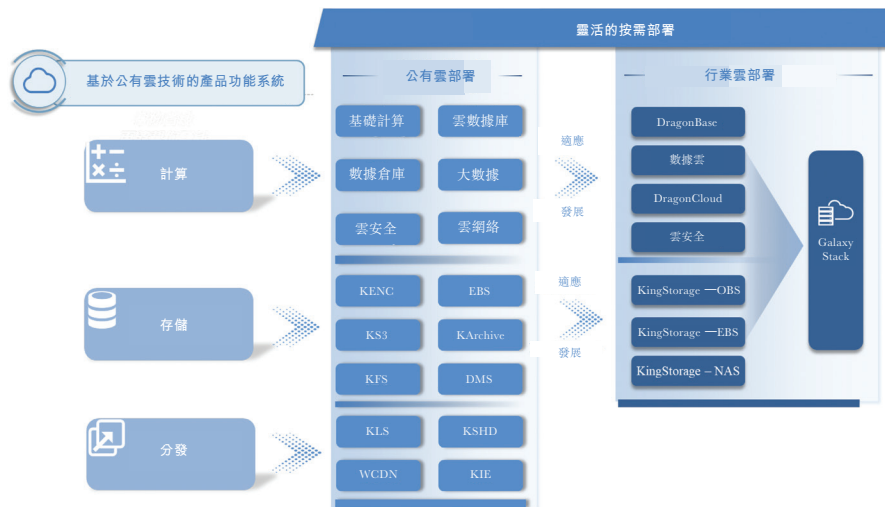 靈活的按需部署
基於公有雲技術的產品功能系統
公有雲部署
行業雲部署
計算
基礎計算
雲數據庫
數據倉庫
大數據
雲安全
雲網絡
適應
發展
DragonBase
數據雲
DragonCloud
雲安全
Galaxy
Stack
存儲
KENC
EBS
KS3
KArchive
KFS
DMS
適應
發展
KingStorage —OBS
KingStorage —EBS
KingStorage – NAS
分發
KLS
KSHD
WCDN
KIE